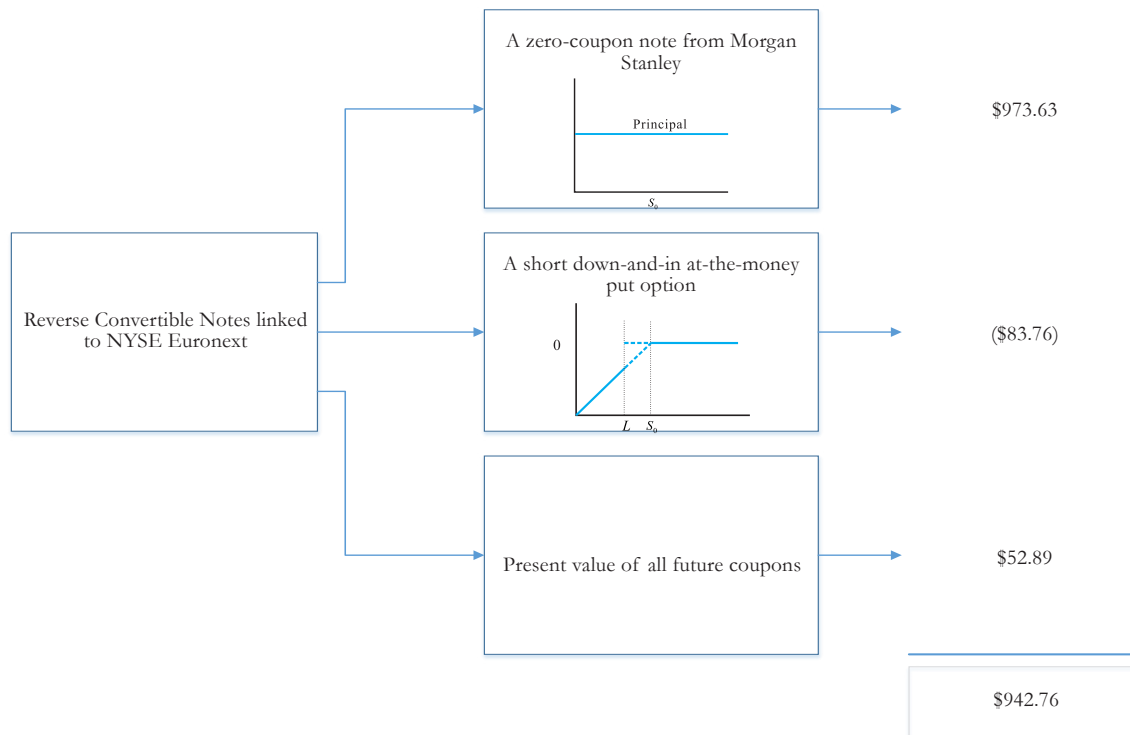 A zero-coupon note from Morgan
Stanley
Principal
S₀
$973.63
Reverse Convertible Notes linked
to NYSE Euronext
A short down-and-in at-the-money
put option
0
L S₀
($83.76)
Present value of all future coupons
$52.89
$942.76